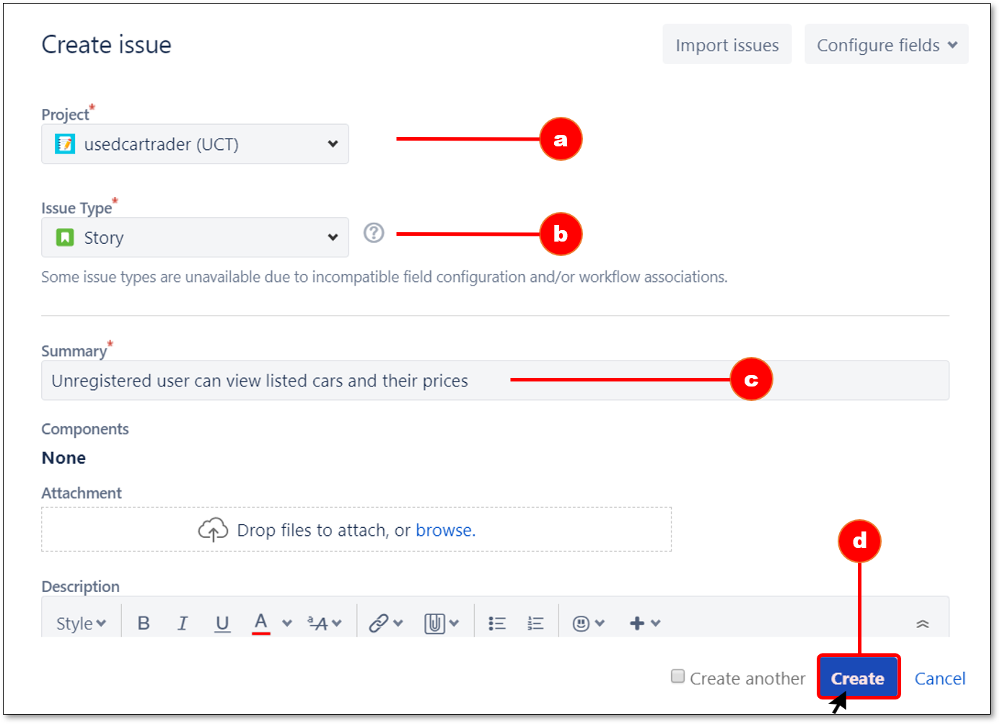 Create issue
Import issues
Configure fields
Project*
usedcartrader (UCT)
a
Issue Type*
Story
b
Some issue types are unavailable due to incompatible field configuration and/or workflow associations.
Summary*
Unregistered user can view listed cars and their prices
c
Components
None
Attachment
Drop files to attach, or browse.
d
Description
Style B I U A ªA
Create another
Create
Cancel